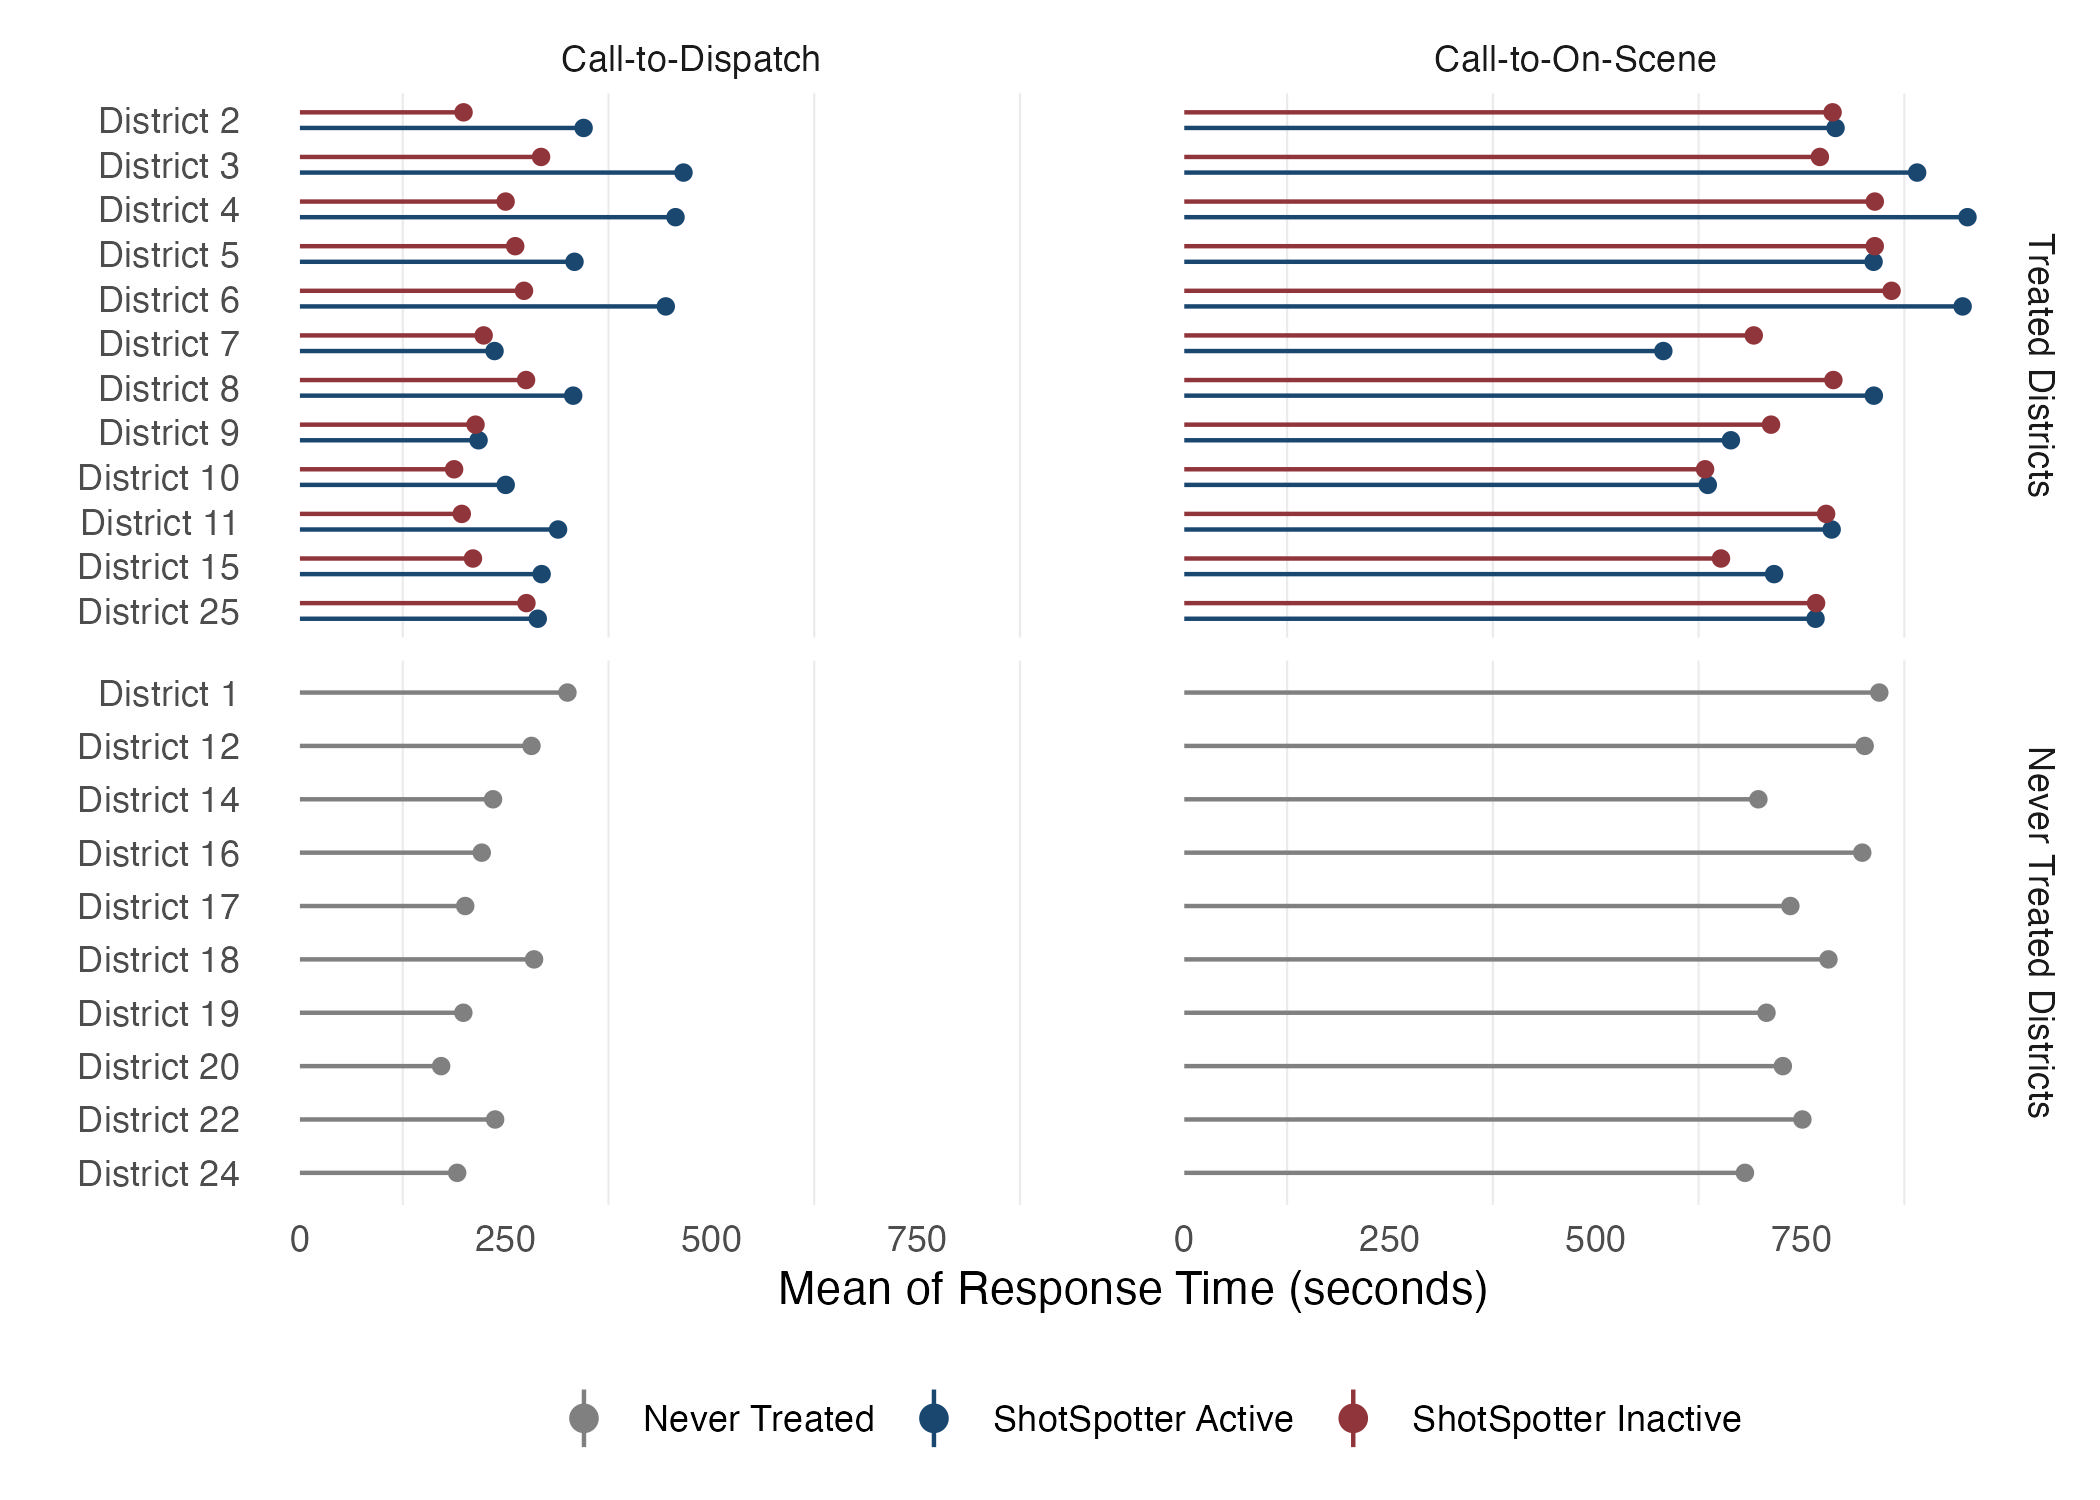 Call-to-Dispatch
Call-to-On-Scene
District 2
District 3
District 4
District 5
District 6
District 7
District 8
District 9
District 10
District 11
District 15
District 25
Treated Districts
District 1
District 12
District 14
District 16
District 17
District 18
District 19
District 20
District 22
District 24
Never Treated Districts
0 250 500 750
0 250 500 750
Mean of Response Time (seconds)
Never Treated
ShotSpotter Active
ShotSpotter Inactive